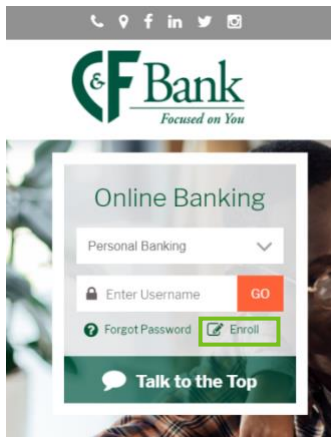 C&F Bank
Focused on You
Online Banking
Personal Banking
Enter Username GO
Forgot Password Enroll
Talk to the Top